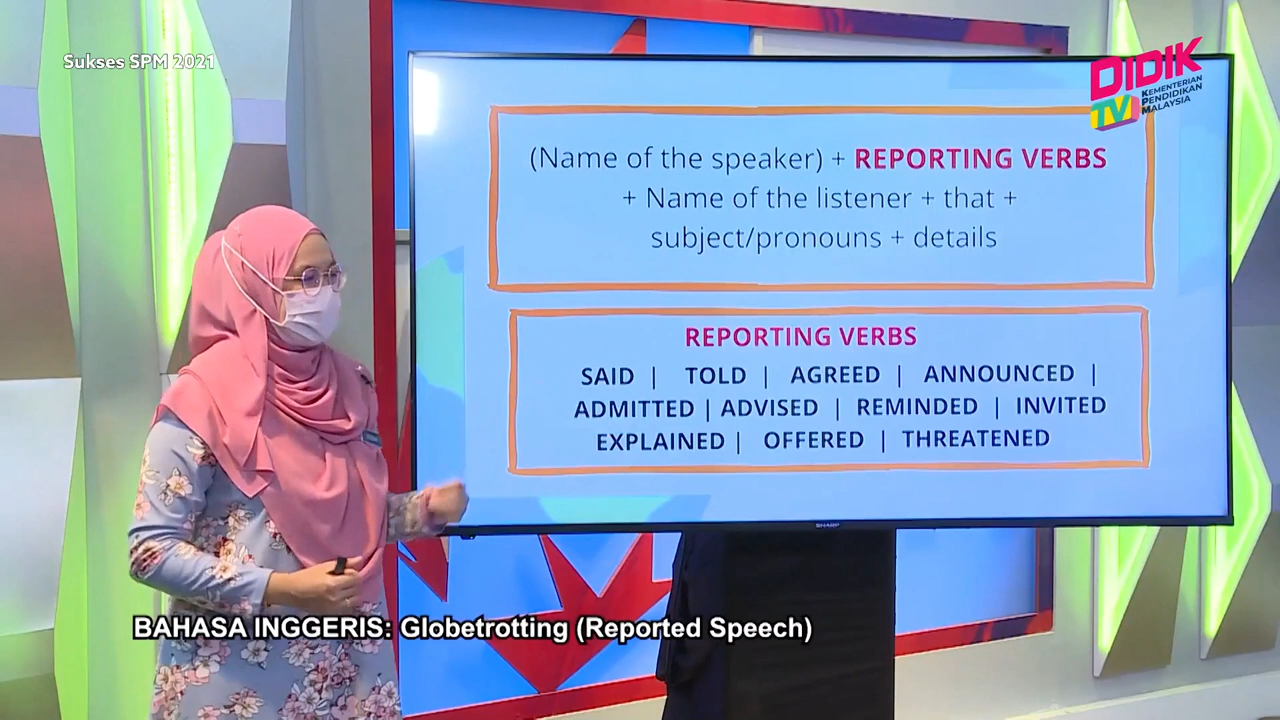 Sukses SPM 2021
DIDIK
TV
KEMENTERIAN
PENDIDIKAN
MALAYSIA
(Name of the speaker) + REPORTING VERBS
+ Name of the listener + that +
subject/pronouns + details
REPORTING VERBS
SAID | TOLD | AGREED | ANNOUNCED |
ADMITTED | ADVISED | REMINDED | INVITED
EXPLAINED | OFFERED | THREATENED
SHARP
BAHASA INGGERIS: Globetrotting (Reported Speech)